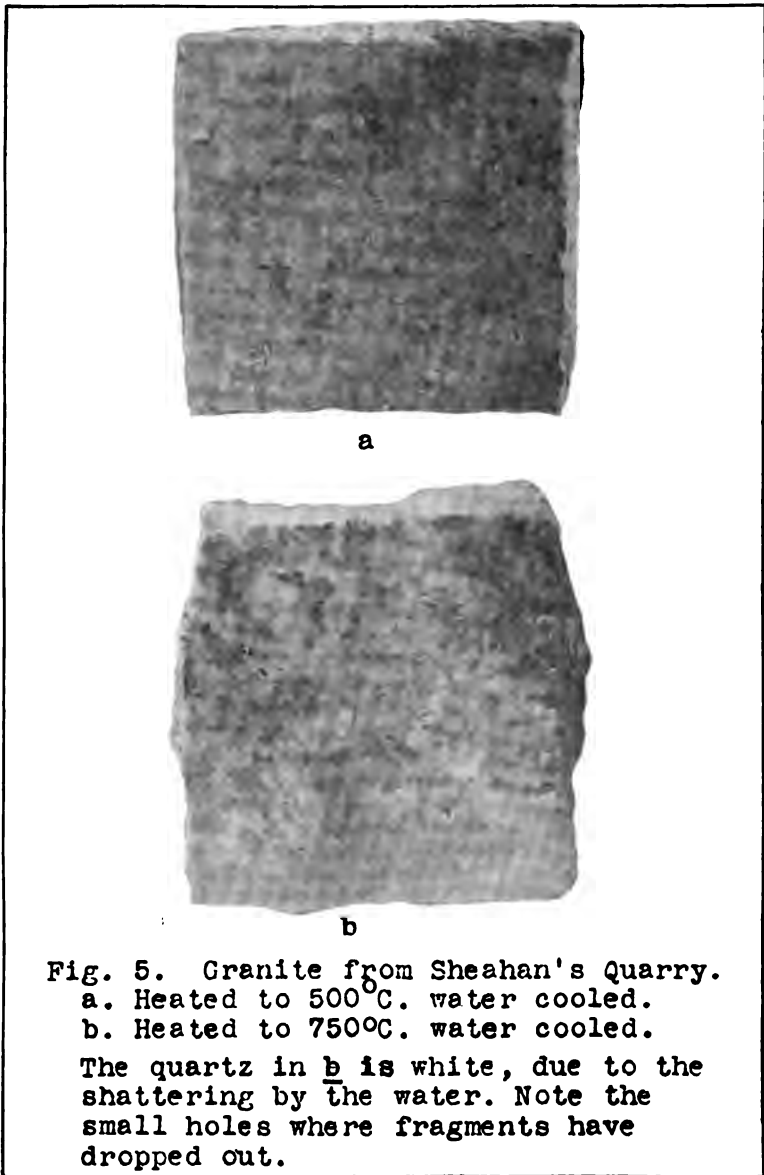 a
b
Fig. 5. Granite from Sheahan's Quarry.
a. Heated to 500°C. water cooled.
b. Heated to 750°C. water cooled.
The quartz in b is white, due to the
shattering by the water. Note the
small holes where fragments have
dropped out.